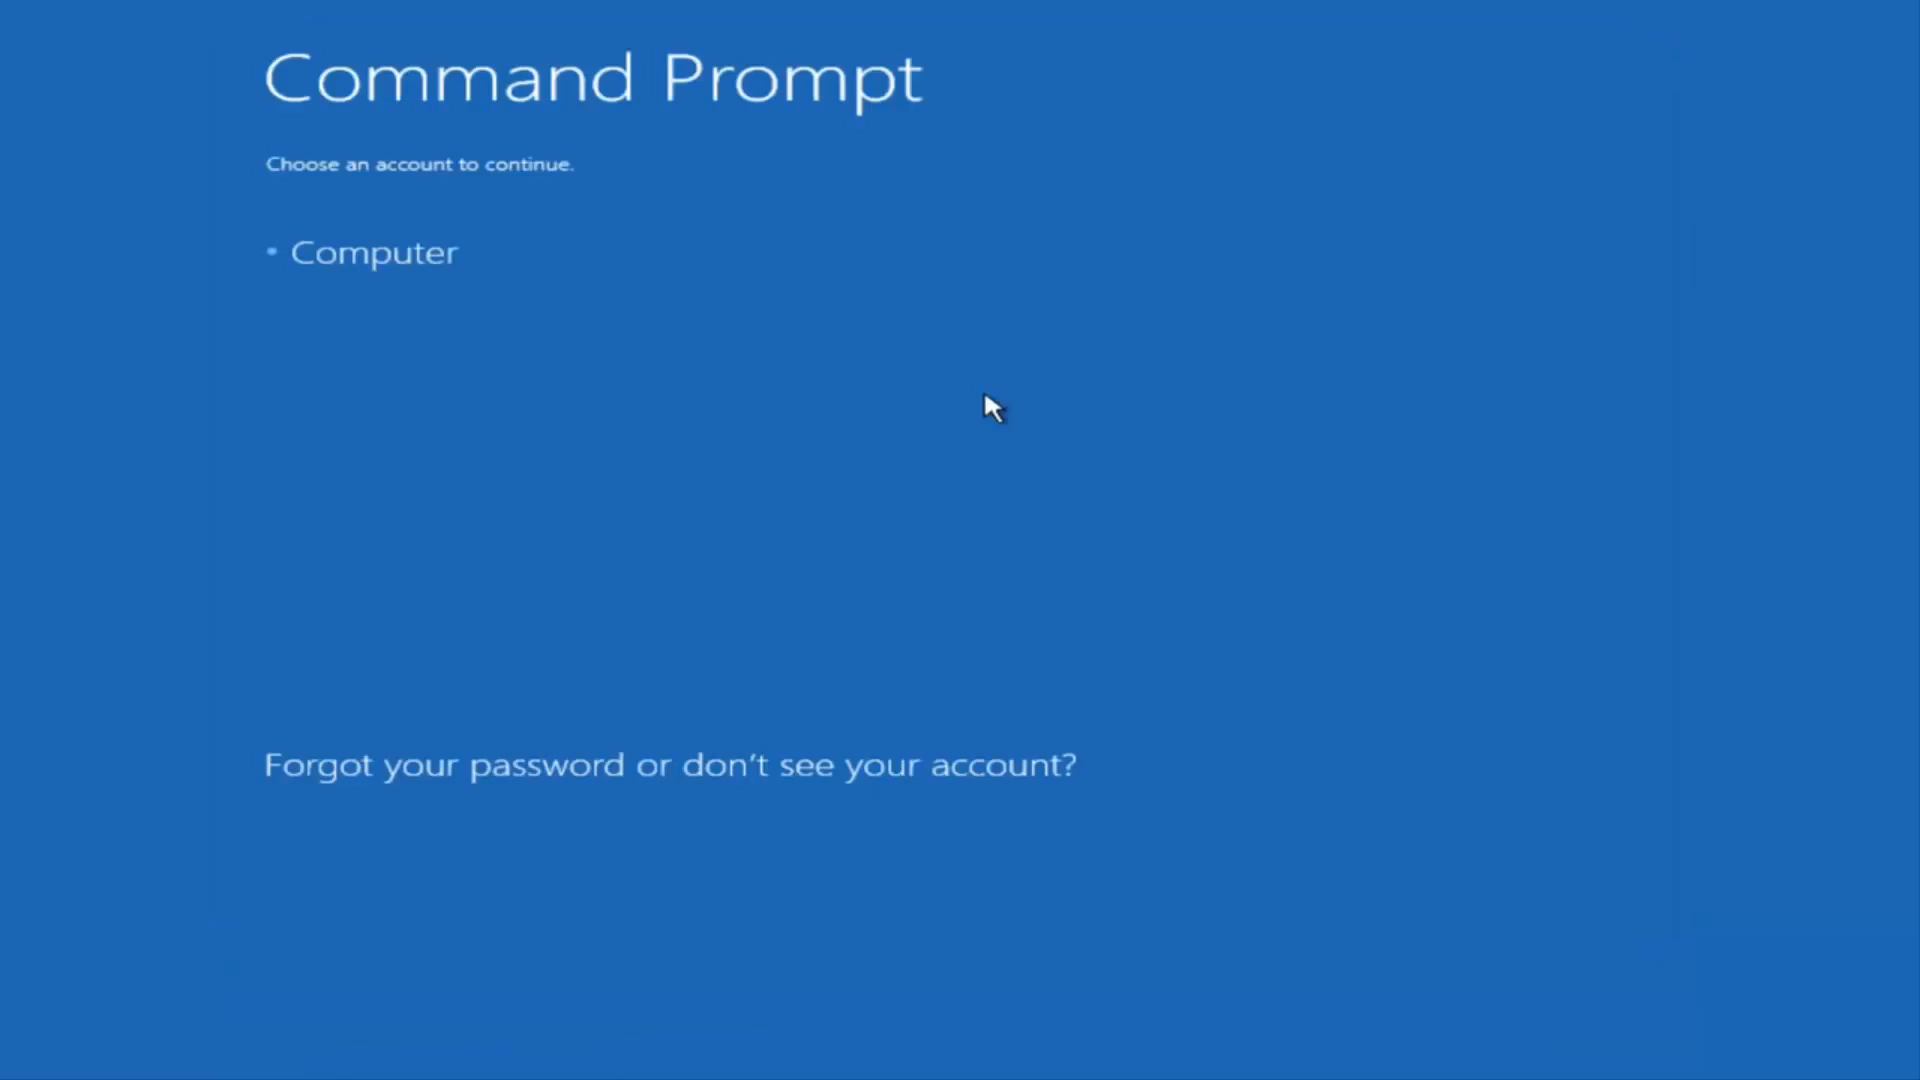 Command Prompt
Choose an account to continue.
• Computer
Forgot your password or don't see your account?